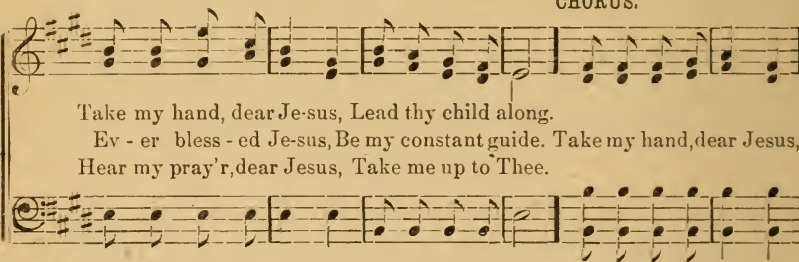 CHORUS.
Take my hand, dear Je-sus, Lead thy child along.
Ev - er bless - ed Je-sus, Be my constant guide. Take my hand, dear Jesus,
Hear my pray'r, dear Jesus, Take me up to Thee.